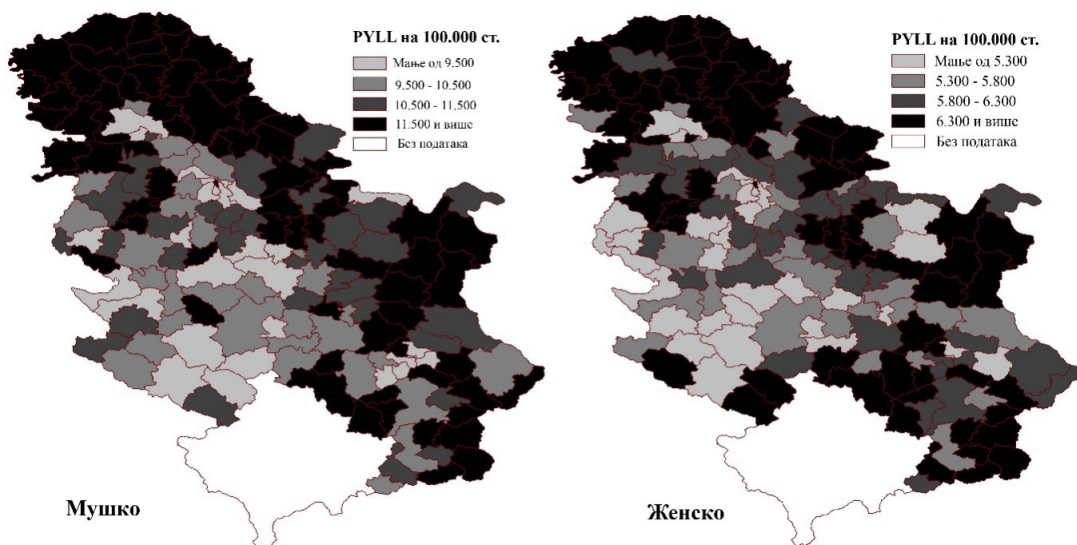 PYLL на 100.000 ст.
Мање од 9.500
9.500 - 10.500
10.500 - 11.500
11.500 и више
Без података
Мушко
PYLL на 100.000 ст.
Мање од 5.300
5.300 - 5.800
5.800 - 6.300
6.300 и више
Без података
Женско